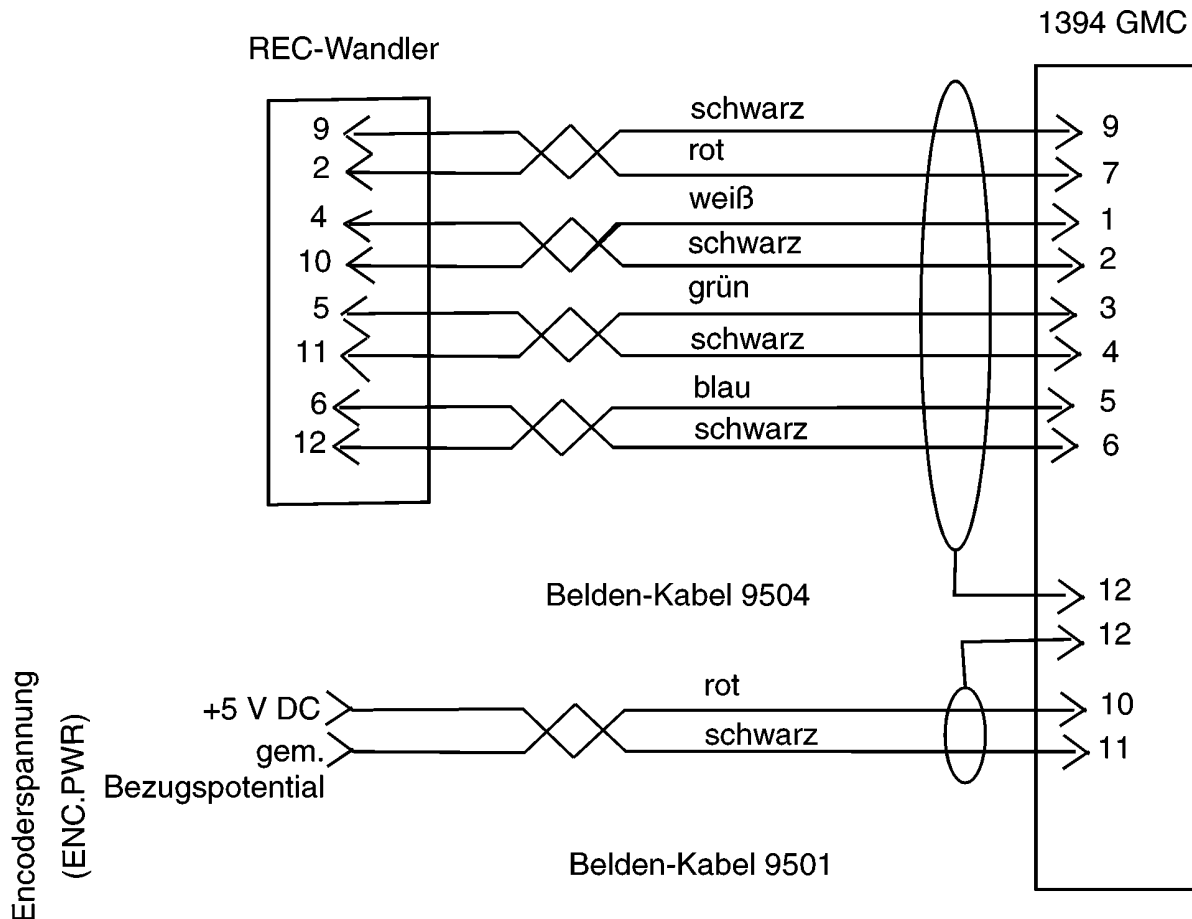 1394 GMC
REC-Wandler
9 schwarz 9
2 rot 7
4 weiß 1
10 schwarz 2
5 grün 3
11 schwarz 4
6 blau 5
12 schwarz 6
12
Belden-Kabel 9504
12
Encoderspannung
(ENC.PWR)
+5 V DC rot 10
gem. schwarz 11
Bezugspotential
Belden-Kabel 9501